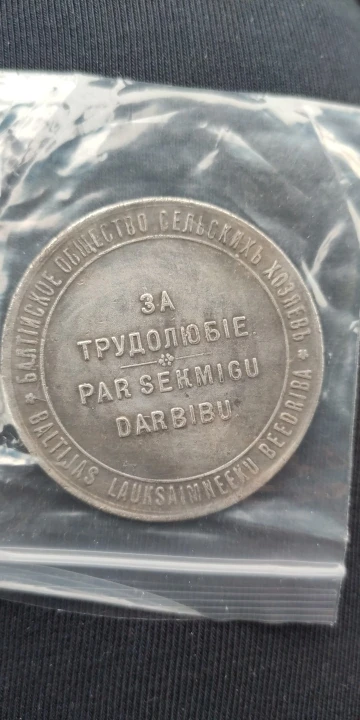 БАЛТІЙСКОЕ ОБЩЕСТВО СЕЛЬСКИХЪ ХОЗЯЕВЪ
ЗА
ТРУДОЛЮБІЕ
PAR SEKMIGU
DARBIBU
BALTIJAS LAUKSAIMNEEKU BEEDRIBA